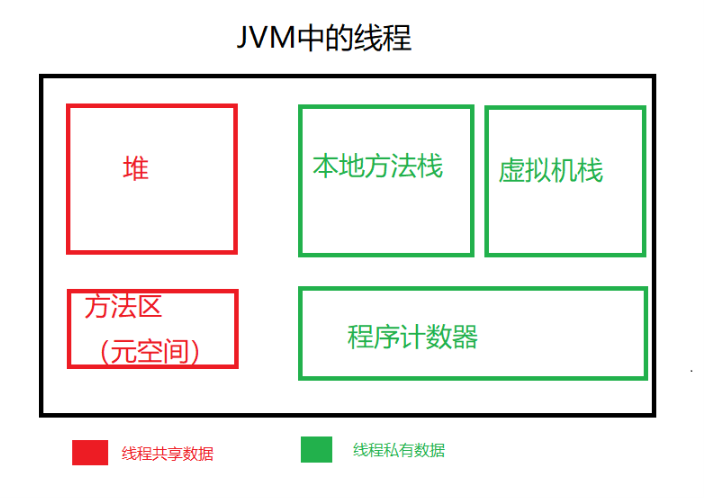 JVM中的线程
堆
本地方法栈
虚拟机栈
方法区
（元空间）
程序计数器
线程共享数据
线程私有数据